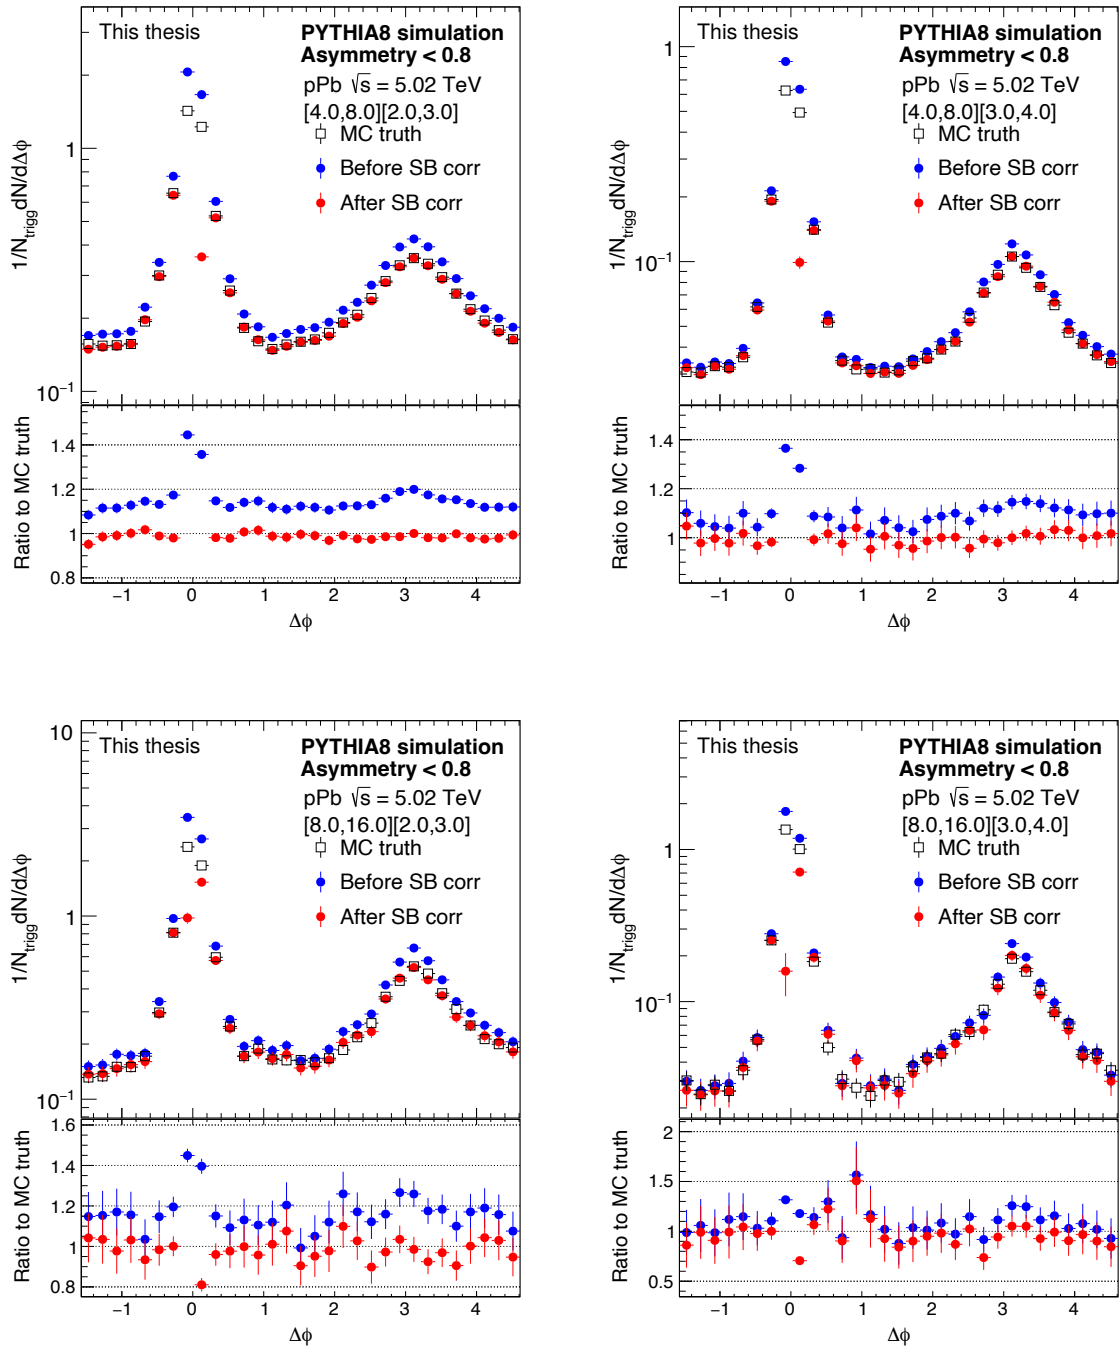 This thesis
PYTHIA8 simulation
Asymmetry < 0.8
pPb √s = 5.02 TeV
[4.0,8.0][2.0,3.0]
MC truth
Before SB corr
After SB corr
1/N_trigg dN/dΔϕ
1
10⁻¹
Ratio to MC truth
1.4
1.2
1
0.8
−1 0 1 2 3 4
Δϕ
This thesis
PYTHIA8 simulation
Asymmetry < 0.8
pPb √s = 5.02 TeV
[4.0,8.0][3.0,4.0]
MC truth
Before SB corr
After SB corr
1/N_trigg dN/dΔϕ
1
10⁻¹
Ratio to MC truth
1.4
1.2
1
−1 0 1 2 3 4
Δϕ
This thesis
PYTHIA8 simulation
Asymmetry < 0.8
pPb √s = 5.02 TeV
[8.0,16.0][2.0,3.0]
MC truth
Before SB corr
After SB corr
1/N_trigg dN/dΔϕ
10
1
10⁻¹
Ratio to MC truth
1.6
1.4
1.2
1
0.8
−1 0 1 2 3 4
Δϕ
This thesis
PYTHIA8 simulation
Asymmetry < 0.8
pPb √s = 5.02 TeV
[8.0,16.0][3.0,4.0]
MC truth
Before SB corr
After SB corr
1/N_trigg dN/dΔϕ
1
10⁻¹
Ratio to MC truth
2
1.5
1
0.5
−1 0 1 2 3 4
Δϕ